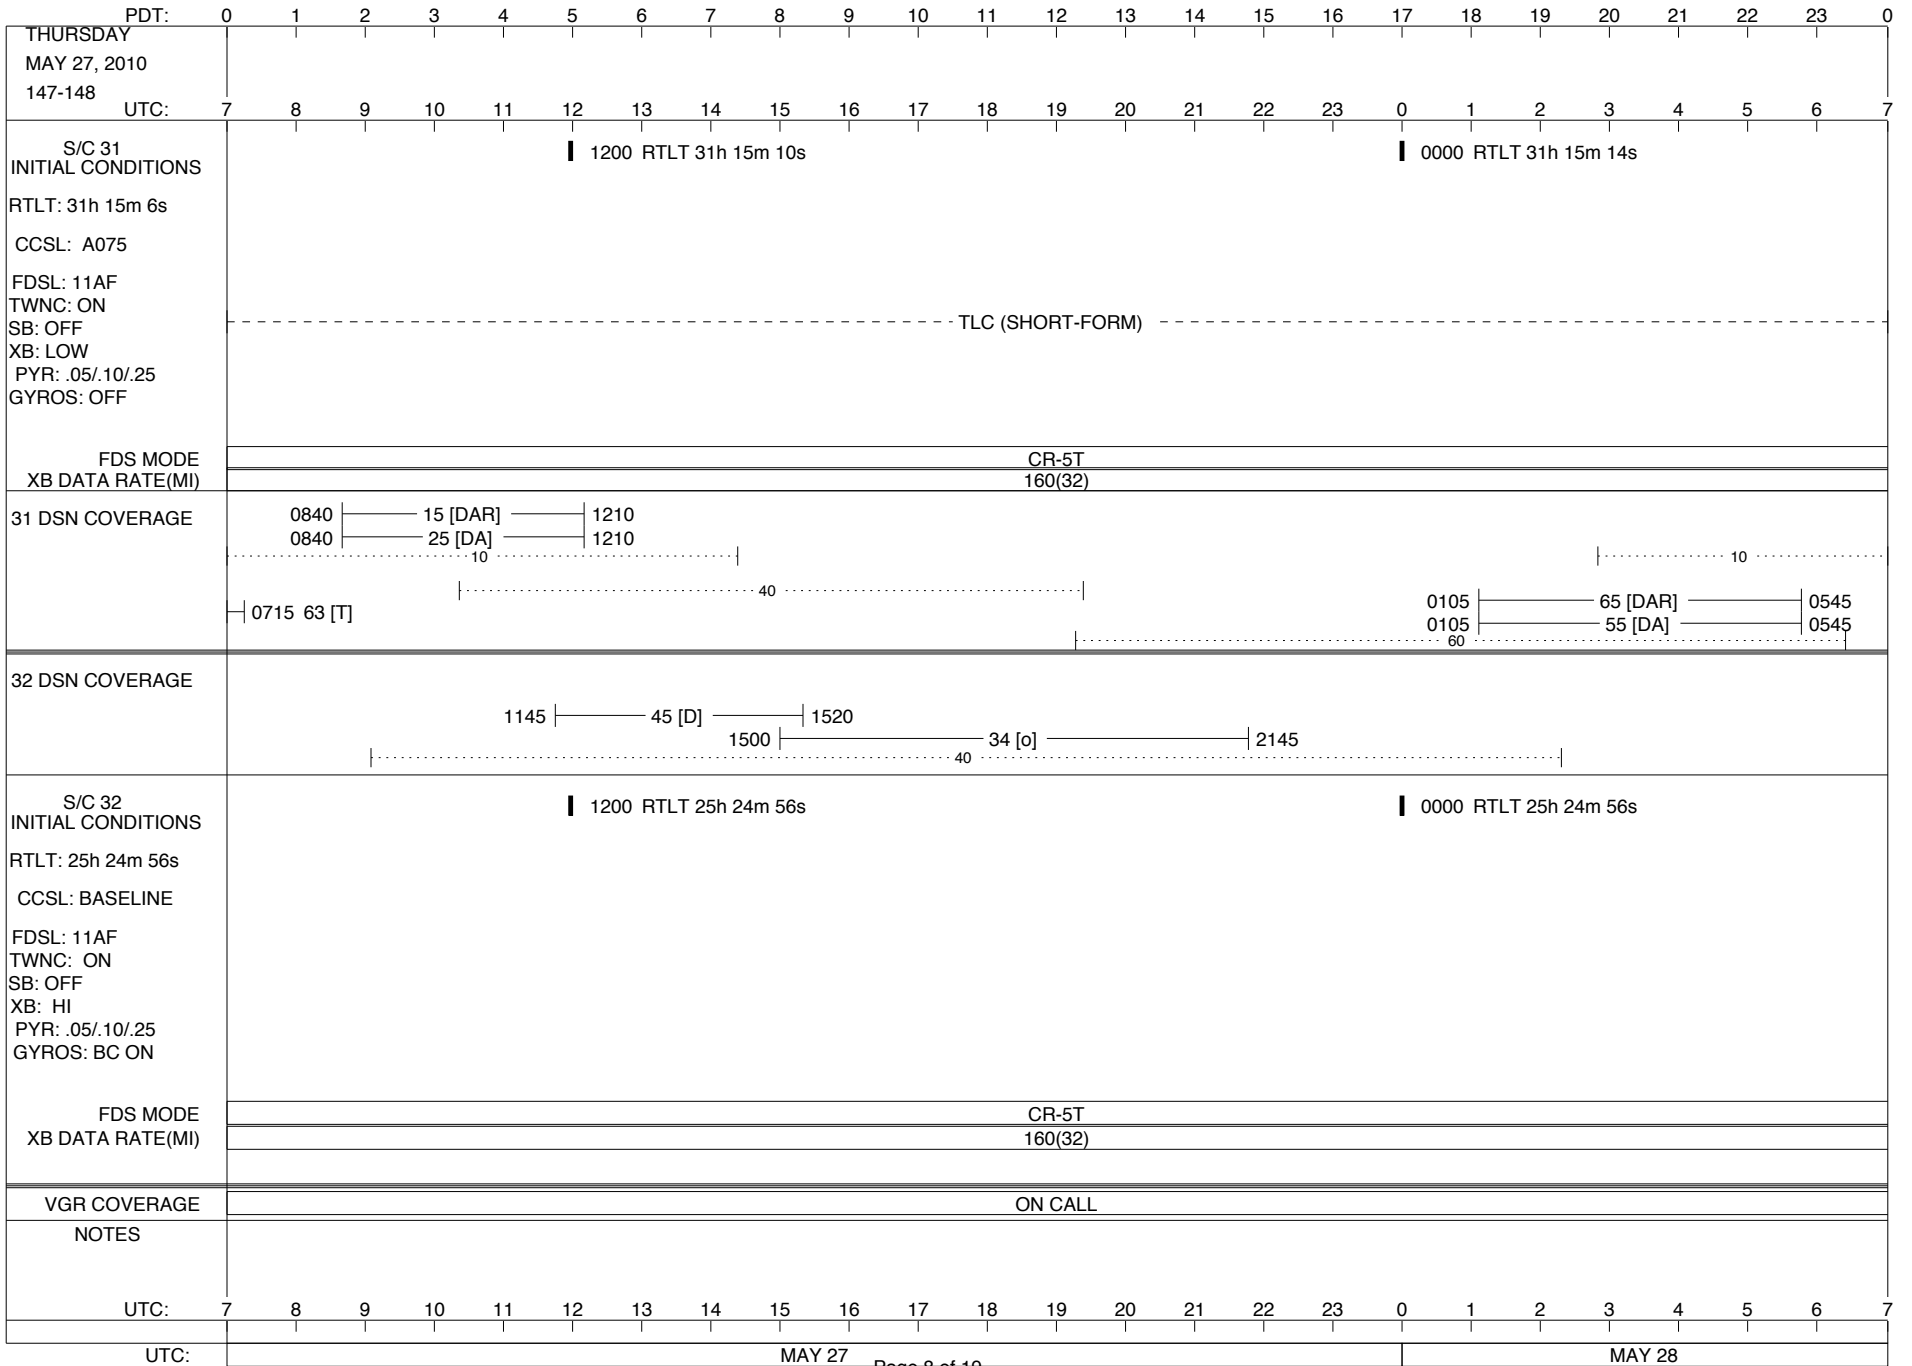 PDT: 0 1 2 3 4 5 6 7 8 9 10 11 12 13 14 15 16 17 18 19 20 21 22 23 0
THURSDAY
MAY 27, 2010
147-148
UTC: 7 8 9 10 11 12 13 14 15 16 17 18 19 20 21 22 23 0 1 2 3 4 5 6 7
S/C 31
INITIAL CONDITIONS
1200 RTLT 31h 15m 10s
0000 RTLT 31h 15m 14s
RTLT: 31h 15m 6s
CCSL: A075
FDSL: 11AF
TWNC: ON
SB: OFF
TLC (SHORT-FORM)
XB: LOW
PYR: .05/.10/.25
GYROS: OFF
FDS MODE CR-5T
XB DATA RATE(MI) 160(32)
31 DSN COVERAGE
0840 15 [DAR] 1210
0840 25 [DA] 1210
10 10
40
0715 63 [T]
0105 65 [DAR] 0545
0105 55 [DA] 0545
60
32 DSN COVERAGE
1145 45 [D] 1520
1500 34 [o] 2145
40
S/C 32
INITIAL CONDITIONS
1200 RTLT 25h 24m 56s
0000 RTLT 25h 24m 56s
RTLT: 25h 24m 56s
CCSL: BASELINE
FDSL: 11AF
TWNC: ON
SB: OFF
XB: HI
PYR: .05/.10/.25
GYROS: BC ON
FDS MODE CR-5T
XB DATA RATE(MI) 160(32)
VGR COVERAGE ON CALL
NOTES
UTC: 7 8 9 10 11 12 13 14 15 16 17 18 19 20 21 22 23 0 1 2 3 4 5 6 7
UTC: MAY 27 MAY 28
Page 8 of 19